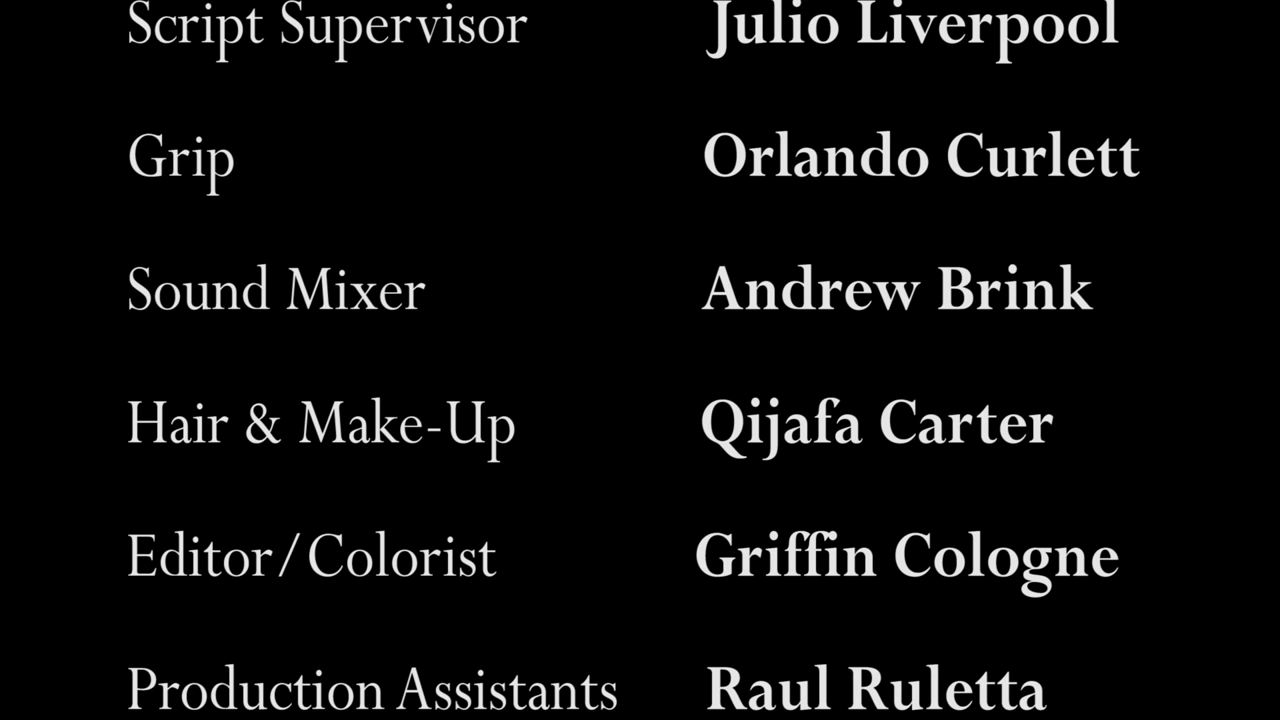 Script Supervisor Julio Liverpool
Grip Orlando Curlett
Sound Mixer Andrew Brink
Hair & Make-Up Qijafa Carter
Editor/Colorist Griffin Cologne
Production Assistants Raul Ruletta